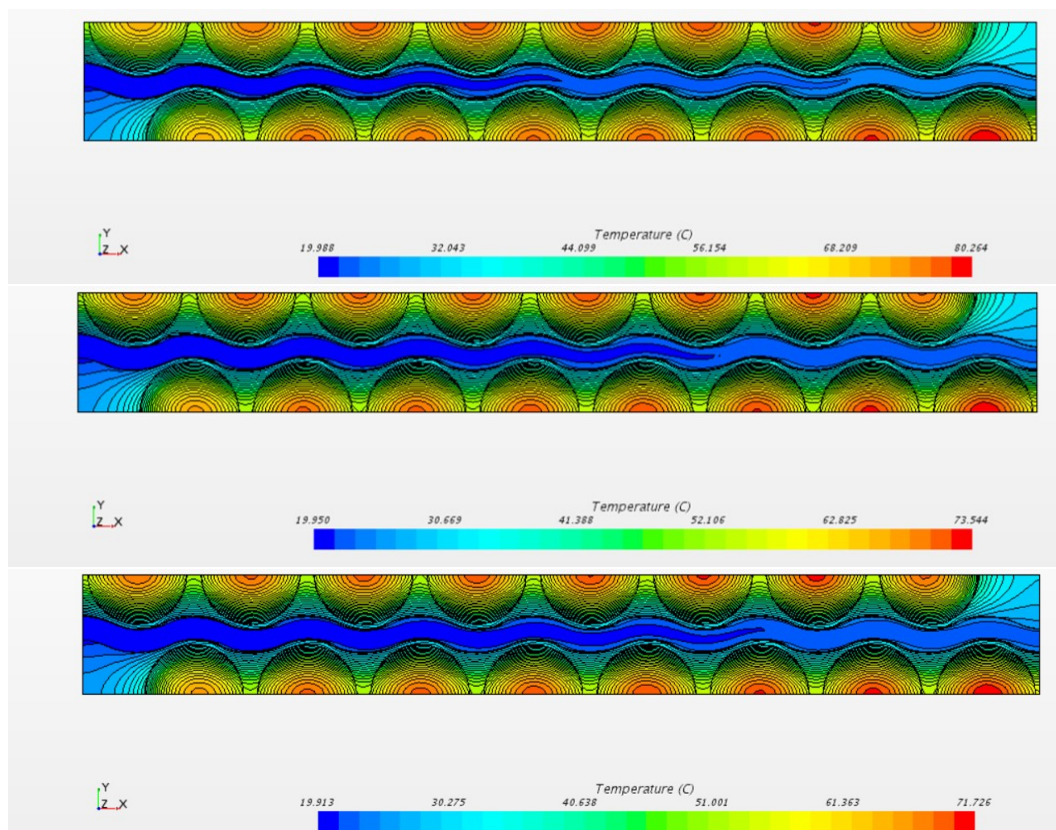 Y
Z X
Temperature (C)
19.988 32.043 44.099 56.154 68.209 80.264
Y
Z X
Temperature (C)
19.950 30.669 41.388 52.106 62.825 73.544
Y
Z X
Temperature (C)
19.913 30.275 40.638 51.001 61.363 71.726